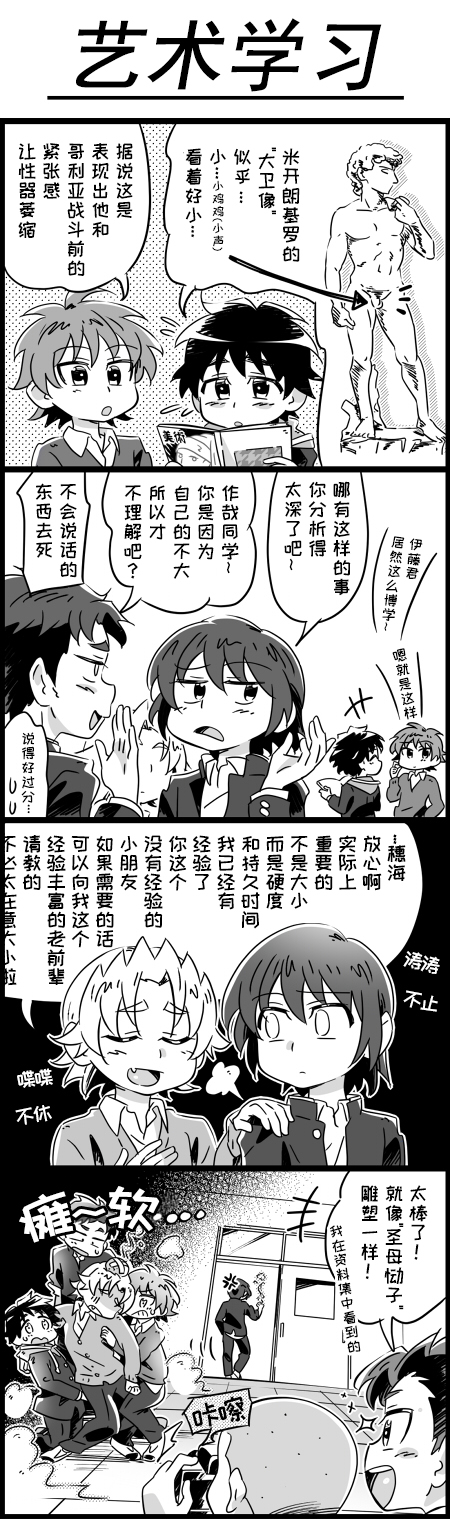 艺术学习
米开朗基罗的
"大卫像"
似乎…
小…小鸡鸡(小声)
看着好小…
据说这是
表现出他和
哥利亚战斗前的
紧张感
让性器萎缩
美术
伊藤君
居然这么博学~
嗯就是这样
哪有这样的事
你分析得
太深了吧~
作哉同学~
你是因为
自己的不大
所以才
不理解吧?
不会说话的
东西去死
说得好过分…
…穗海
放心啊
实际上
重要的
不是大小
而是硬度
和持久时间
我已经有
经验了
你这个
没有经验的
小朋友
如果需要的话
可以向我这个
经验丰富的老前辈
请教的
不必太在意大小啦
涛涛
不止
喋喋
不休
太棒了!
就像"圣母恸子"
雕塑一样!
我在资料集中看到的
瘫~软…
咔嚓